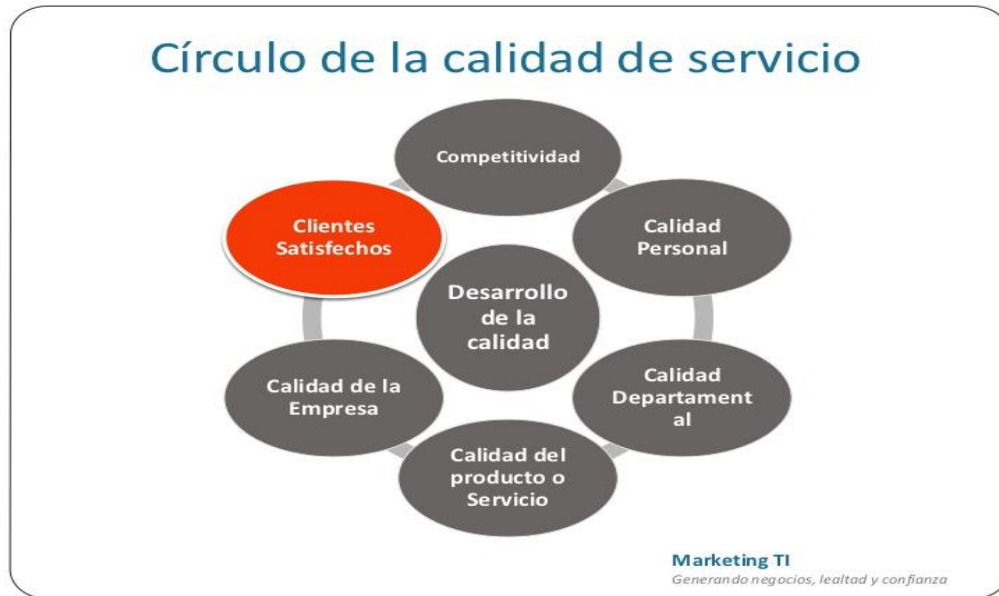 Círculo de la calidad de servicio
Competitividad
Clientes
Satisfechos
Calidad
Personal
Desarrollo
de la
calidad
Calidad de la
Empresa
Calidad
Departament
al
Calidad del
producto o
Servicio
Marketing TI
Generando negocios, lealtad y confianza